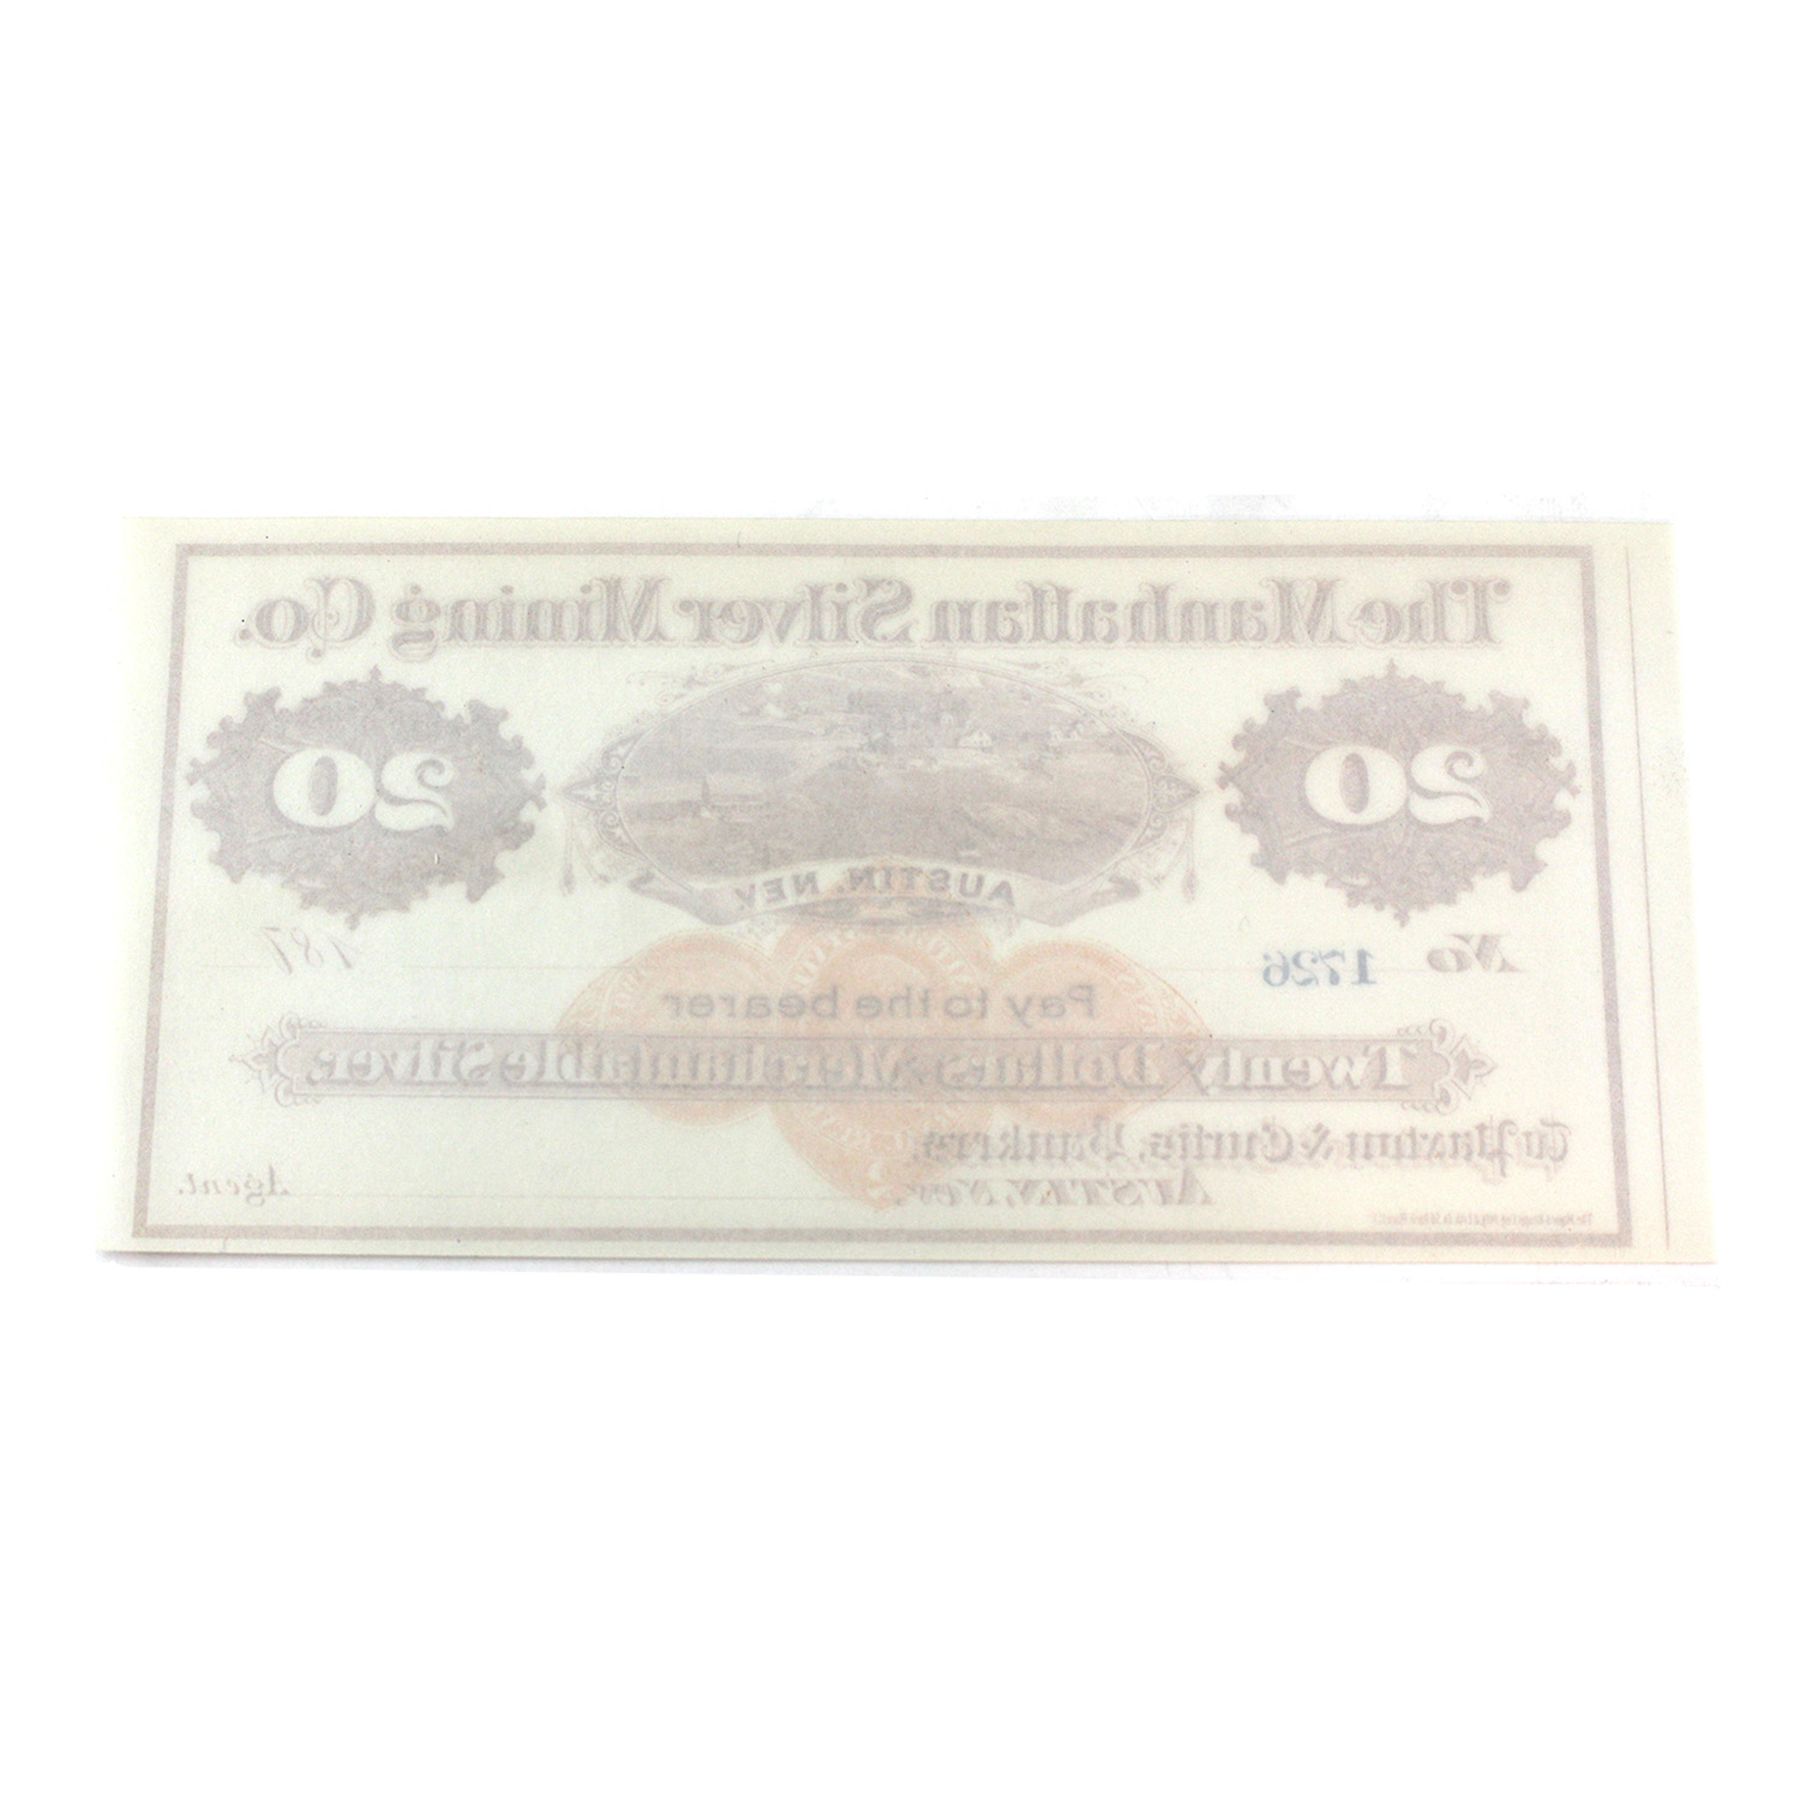 The Manhattan Silver Mining Co.
20 20
AUSTIN, NEV.
No 1726 187
Pay to the bearer
Twenty Dollars, Merchantable Silver.
To Paxton & Curtis, Bankers,
AUSTIN, NEV.
Agent.